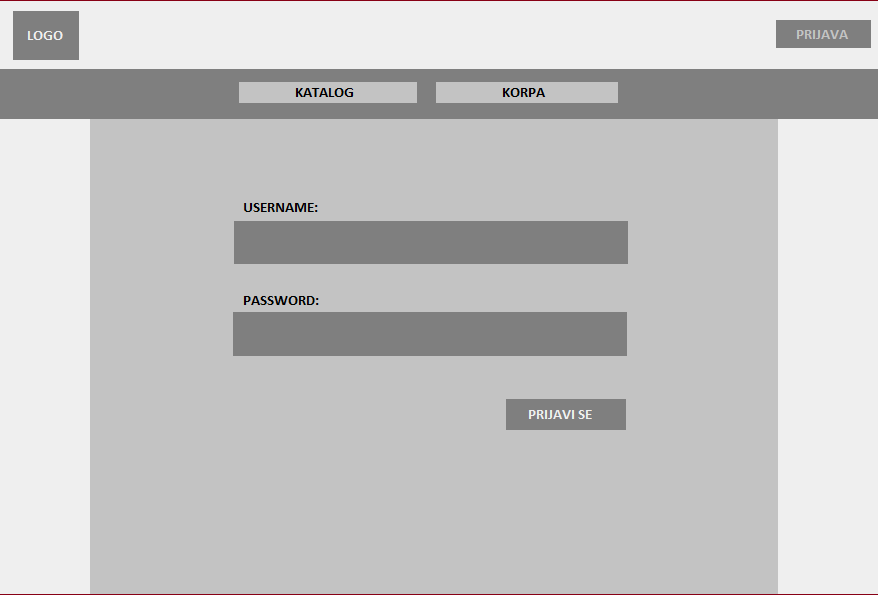 LOGO
PRIJAVA
KATALOG
KORPA
USERNAME:
PASSWORD:
PRIJAVI SE